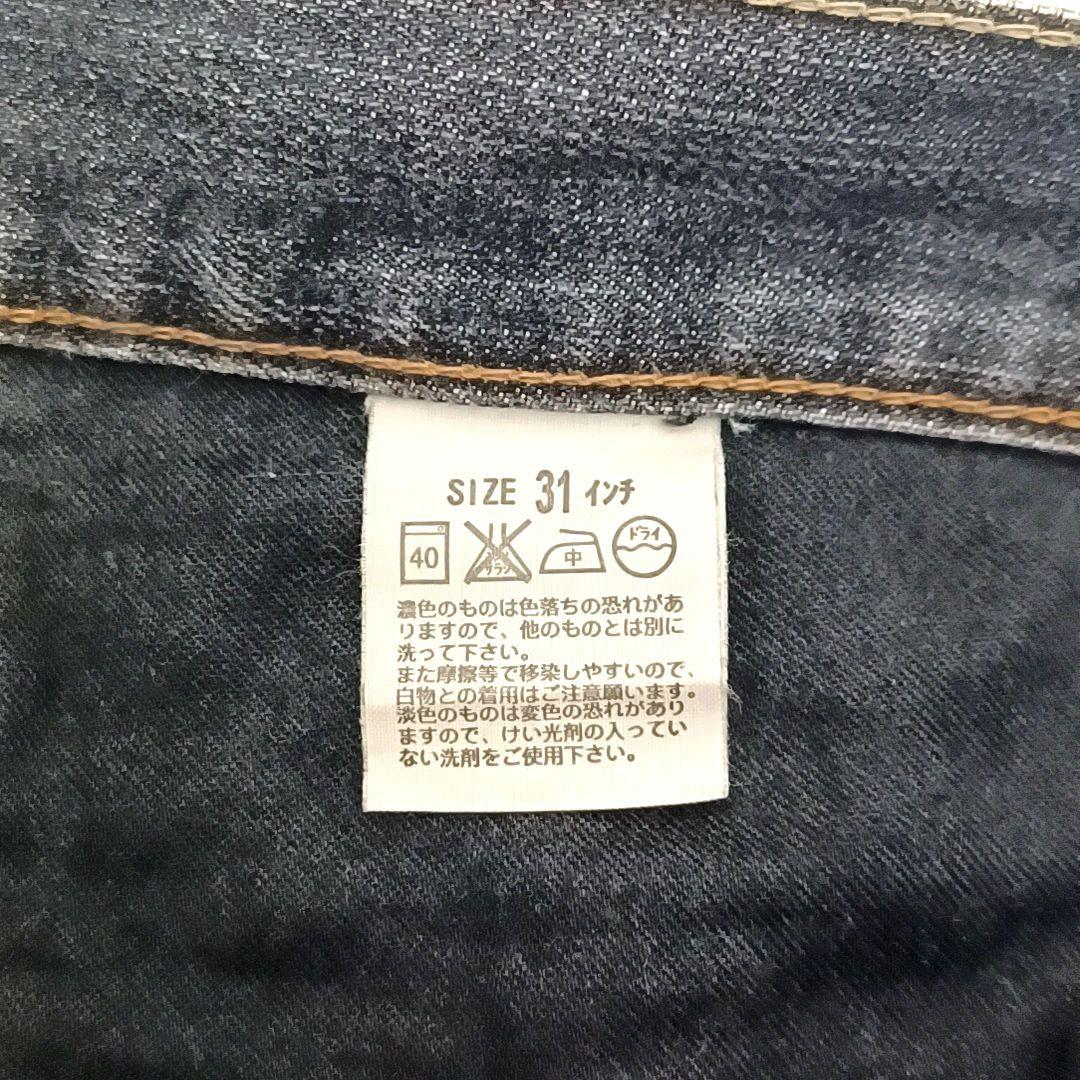 SIZE 31 インチ
40 サラシ 中 ドライ
濃色のものは色落ちの恐れがあ
りますので、他のものとは別に
洗って下さい。
また摩擦等で移染しやすいので、
白物との着用はご注意願います。
淡色のものは変色の恐れがあり
ますので、けい光剤の入ってい
ない洗剤をご使用下さい。